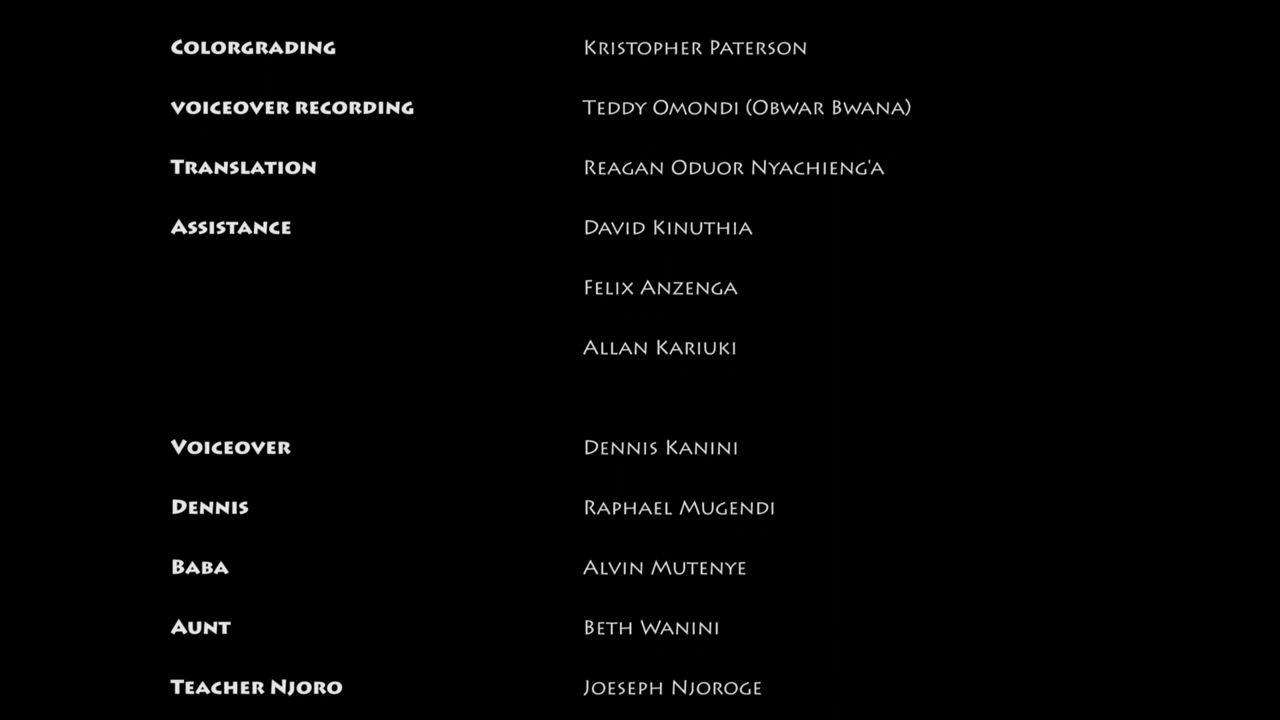 Colorgrading Kristopher Paterson
voiceover recording Teddy Omondi (Obwar Bwana)
Translation Reagan Oduor Nyachieng'a
Assistance David Kinuthia
Felix Anzenga
Allan Kariuki
Voiceover Dennis Kanini
Dennis Raphael Mugendi
Baba Alvin Mutenye
Aunt Beth Wanini
Teacher Njoro Joeseph Njoroge